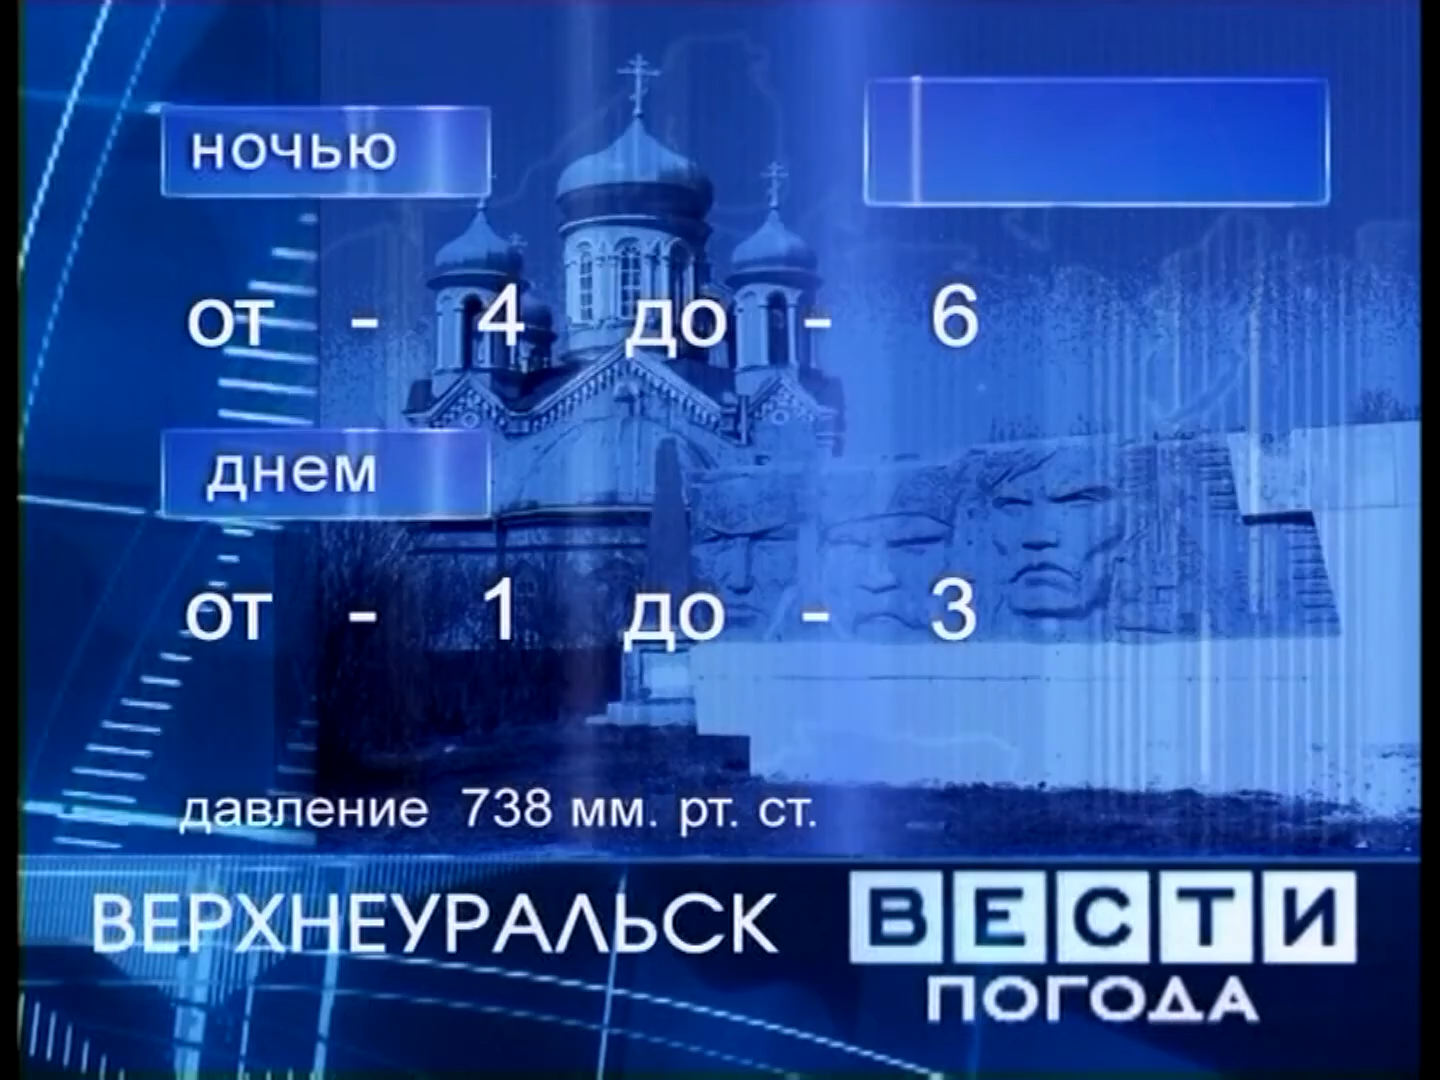 ночью
от - 4 до - 6
днем
от - 1 до - 3
давление 738 мм. рт. ст.
ВЕРХНЕУРАЛЬСК
ВЕСТИ
ПОГОДА